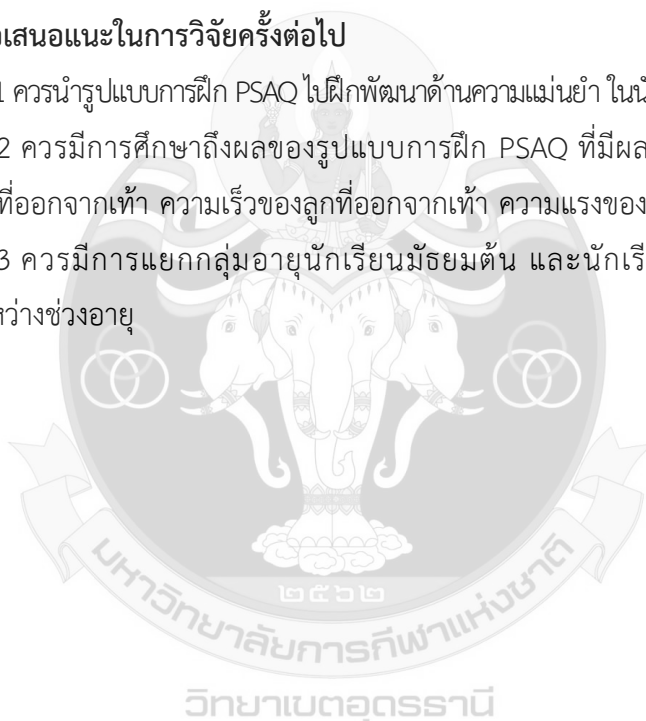 เสนอแนะในการวิจัยครั้งต่อไป
1 ควรนำรูปแบบการฝึก PSAQ ไปฝึกพัฒนาด้านความแม่นยำ
2 ควรมีการศึกษาถึงผลของรูปแบบการฝึก PSAQ ที่มีผล
ที่ออกจากเท้า ความเร็วของลูกที่ออกจากเท้า ความแรงของ
3 ควรมีการแยกกลุ่มอายุนักเรียนมัธยมต้น และนักเรี
ช่วงอายุ
๒๕๖๒
มหาวิทยาลัยการกีฬาแห่งชาติ
วิทยาเขตอุดรธานี